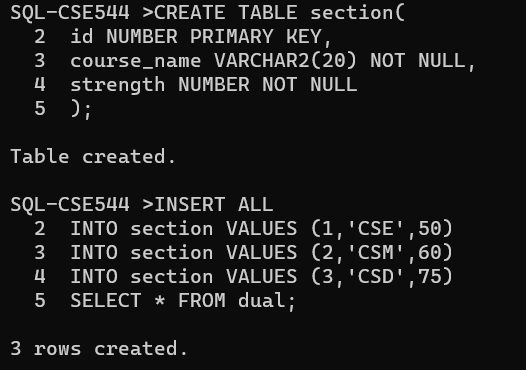 SQL-CSE544 >CREATE TABLE section(
  2  id NUMBER PRIMARY KEY,
  3  course_name VARCHAR2(20) NOT NULL,
  4  strength NUMBER NOT NULL
  5  );
Table created.
SQL-CSE544 >INSERT ALL
  2  INTO section VALUES (1,'CSE',50)
  3  INTO section VALUES (2,'CSM',60)
  4  INTO section VALUES (3,'CSD',75)
  5  SELECT * FROM dual;
3 rows created.